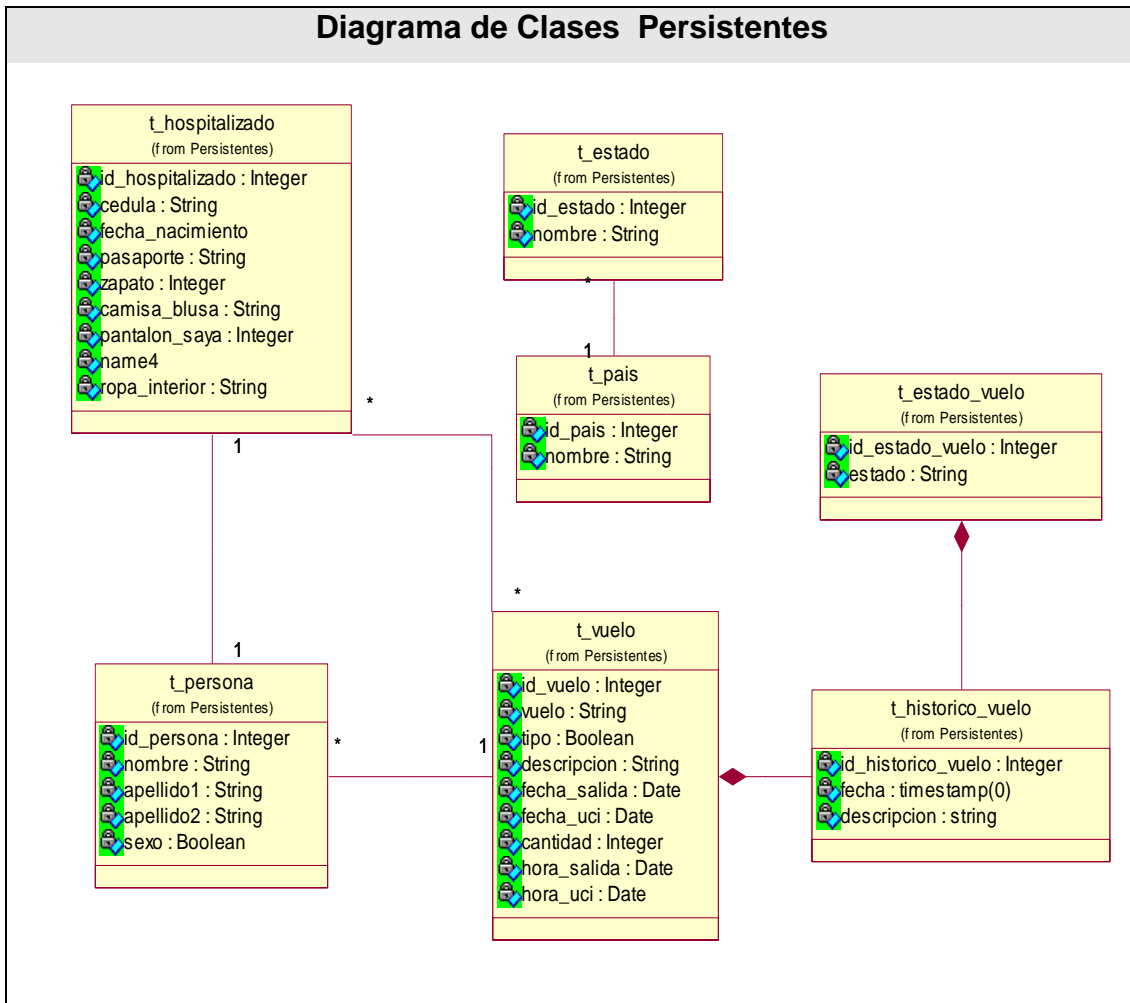 Diagrama de Clases  Persistentes
t_hospitalizado
(from Persistentes)
id_hospitalizado : Integer
cedula : String
fecha_nacimiento
pasaporte : String
zapato : Integer
camisa_blusa : String
pantalon_saya : Integer
name4
ropa_interior : String
t_estado
(from Persistentes)
id_estado : Integer
nombre : String
*
1
t_pais
(from Persistentes)
id_pais : Integer
nombre : String
t_estado_vuelo
(from Persistentes)
id_estado_vuelo : Integer
estado : String
*
1
*
1
t_persona
(from Persistentes)
id_persona : Integer
nombre : String
apellido1 : String
apellido2 : String
sexo : Boolean
*
1
t_vuelo
(from Persistentes)
id_vuelo : Integer
vuelo : String
tipo : Boolean
descripcion : String
fecha_salida : Date
fecha_uci : Date
cantidad : Integer
hora_salida : Date
hora_uci : Date
t_historico_vuelo
(from Persistentes)
id_historico_vuelo : Integer
fecha : timestamp(0)
descripcion : string